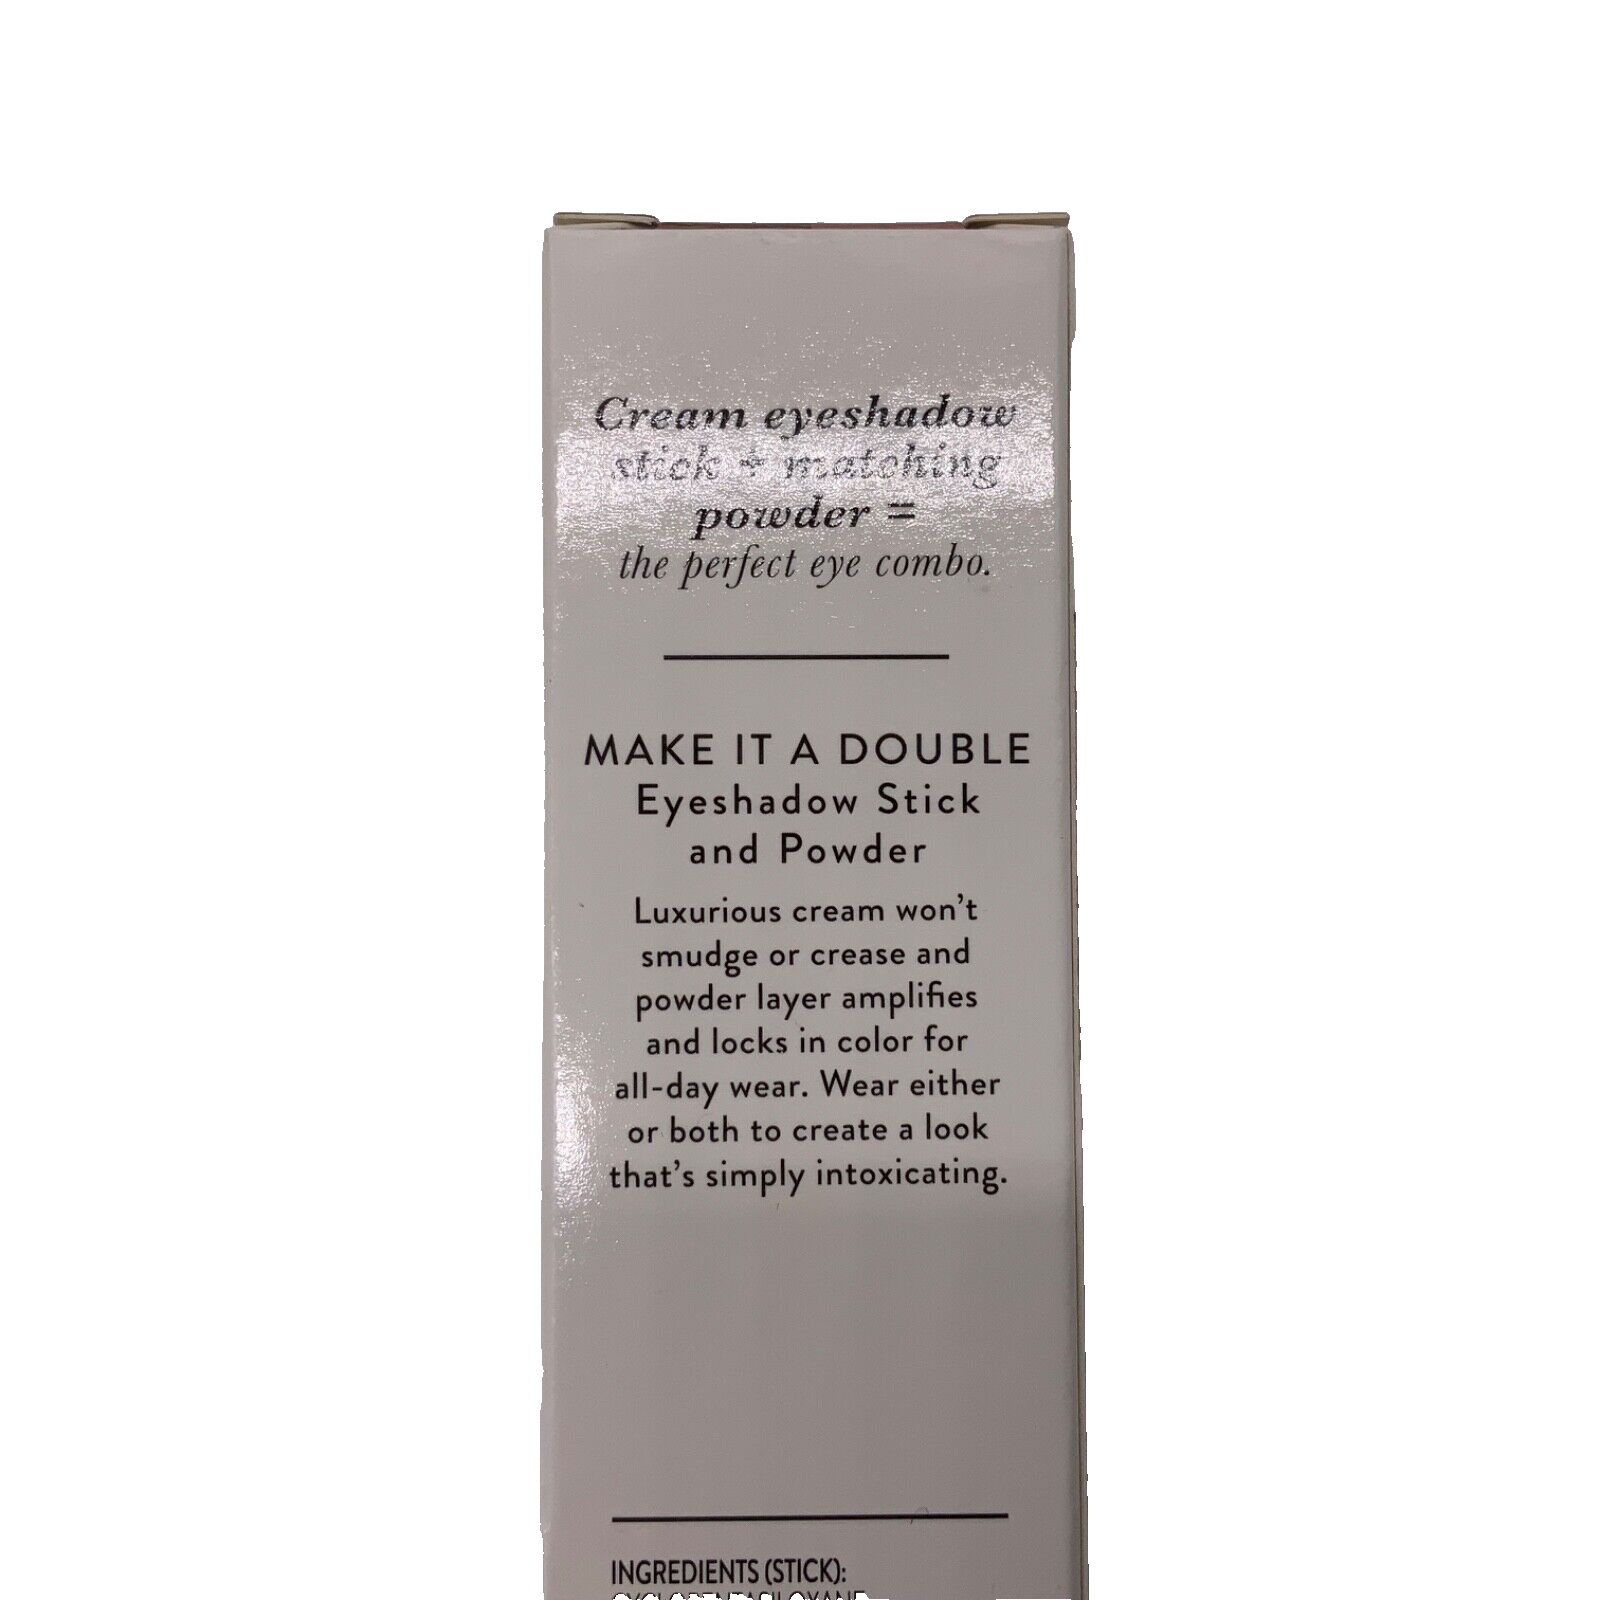 Cream eyeshadow
stick + matching
powder =
the perfect eye combo.
MAKE IT A DOUBLE
Eyeshadow Stick
and Powder
Luxurious cream won't
smudge or crease and
powder layer amplifies
and locks in color for
all-day wear. Wear either
or both to create a look
that's simply intoxicating.
INGREDIENTS (STICK):